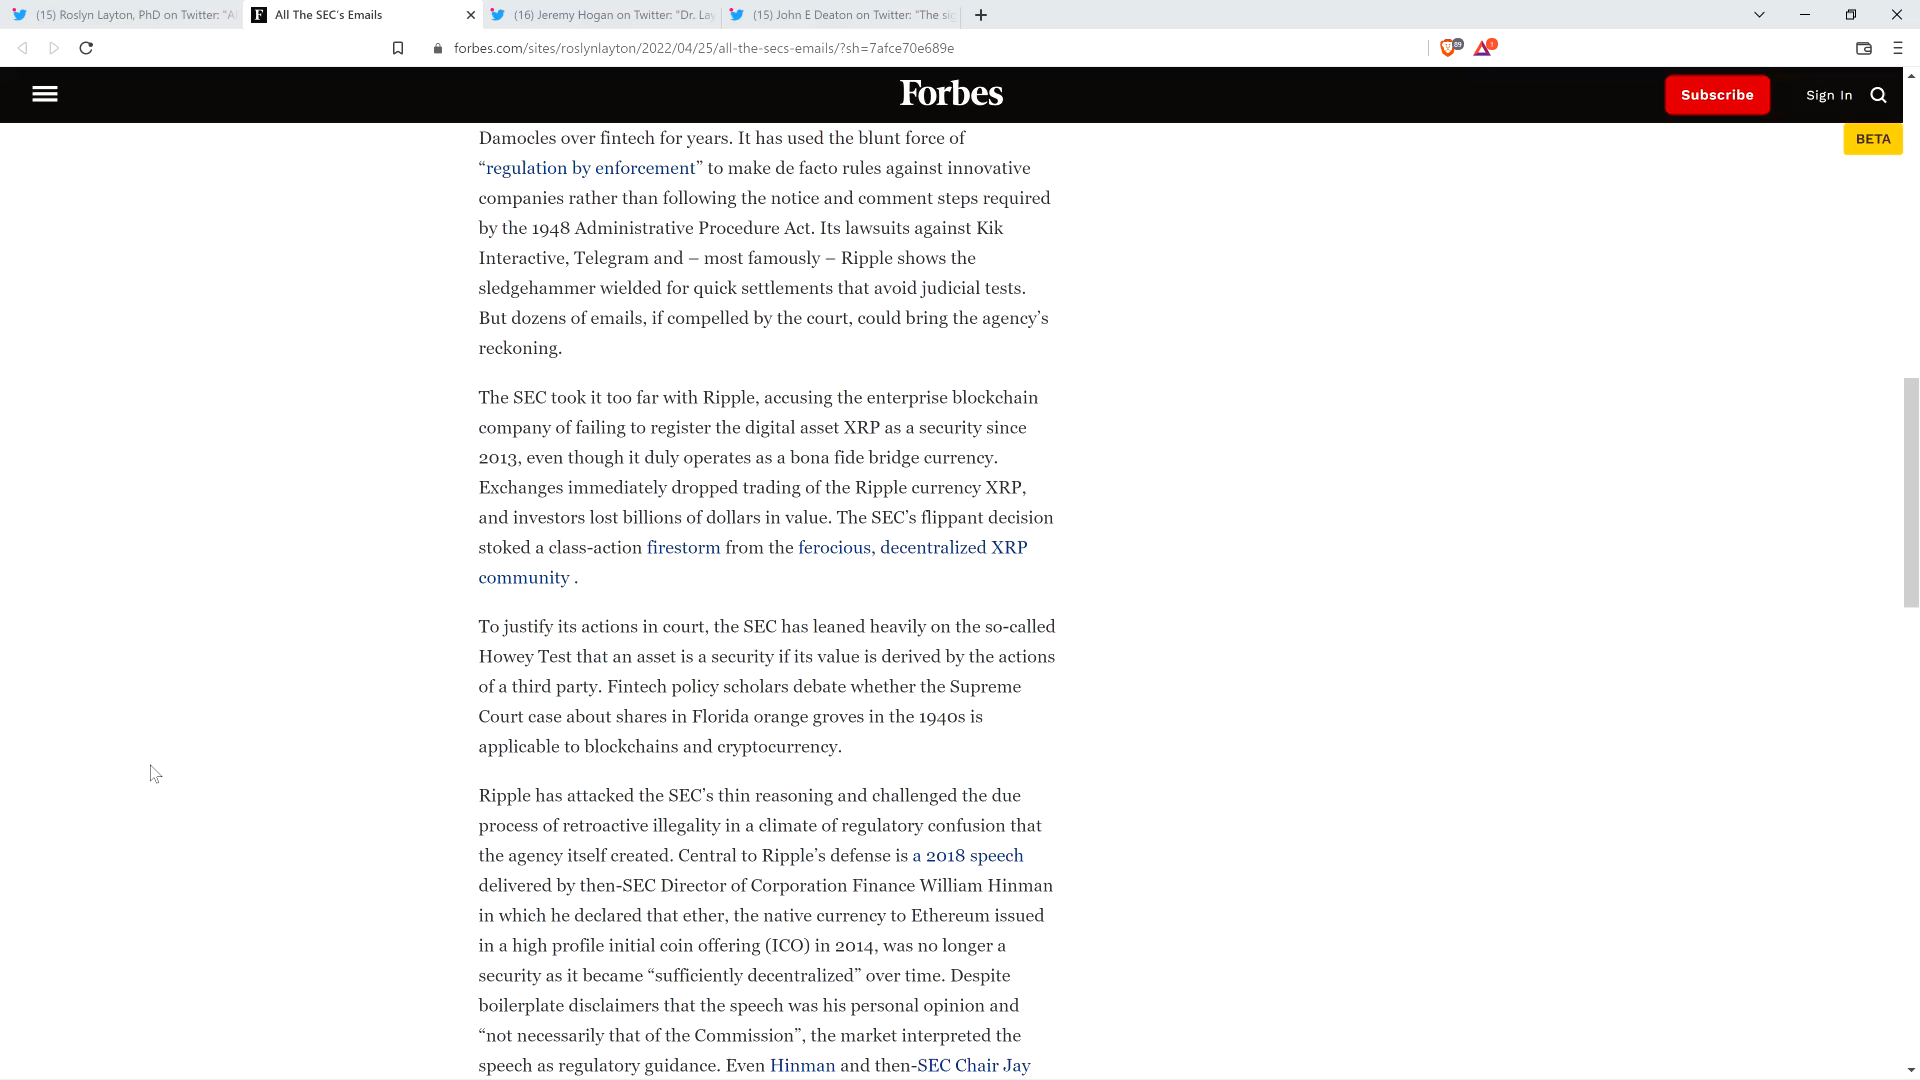 (15) Roslyn Layton, PhD on Twitter: "A
All The SEC's Emails
(16) Jeremy Hogan on Twitter: "Dr. Lay
(15) John E Deaton on Twitter: "The si
forbes.com/sites/roslynlayton/2022/04/25/all-the-secs-emails/?sh=7afce70e689e
89
1
Forbes
Subscribe
Sign In
BETA
Damocles over fintech for years. It has used the blunt force of
“regulation by enforcement” to make de facto rules against innovative
companies rather than following the notice and comment steps required
by the 1948 Administrative Procedure Act. Its lawsuits against Kik
Interactive, Telegram and – most famously – Ripple shows the
sledgehammer wielded for quick settlements that avoid judicial tests.
But dozens of emails, if compelled by the court, could bring the agency’s
reckoning.
The SEC took it too far with Ripple, accusing the enterprise blockchain
company of failing to register the digital asset XRP as a security since
2013, even though it duly operates as a bona fide bridge currency.
Exchanges immediately dropped trading of the Ripple currency XRP,
and investors lost billions of dollars in value. The SEC’s flippant decision
stoked a class-action firestorm from the ferocious, decentralized XRP
community .
To justify its actions in court, the SEC has leaned heavily on the so-called
Howey Test that an asset is a security if its value is derived by the actions
of a third party. Fintech policy scholars debate whether the Supreme
Court case about shares in Florida orange groves in the 1940s is
applicable to blockchains and cryptocurrency.
Ripple has attacked the SEC’s thin reasoning and challenged the due
process of retroactive illegality in a climate of regulatory confusion that
the agency itself created. Central to Ripple’s defense is a 2018 speech
delivered by then-SEC Director of Corporation Finance William Hinman
in which he declared that ether, the native currency to Ethereum issued
in a high profile initial coin offering (ICO) in 2014, was no longer a
security as it became “sufficiently decentralized” over time. Despite
boilerplate disclaimers that the speech was his personal opinion and
“not necessarily that of the Commission”, the market interpreted the
speech as regulatory guidance. Even Hinman and then-SEC Chair Jay